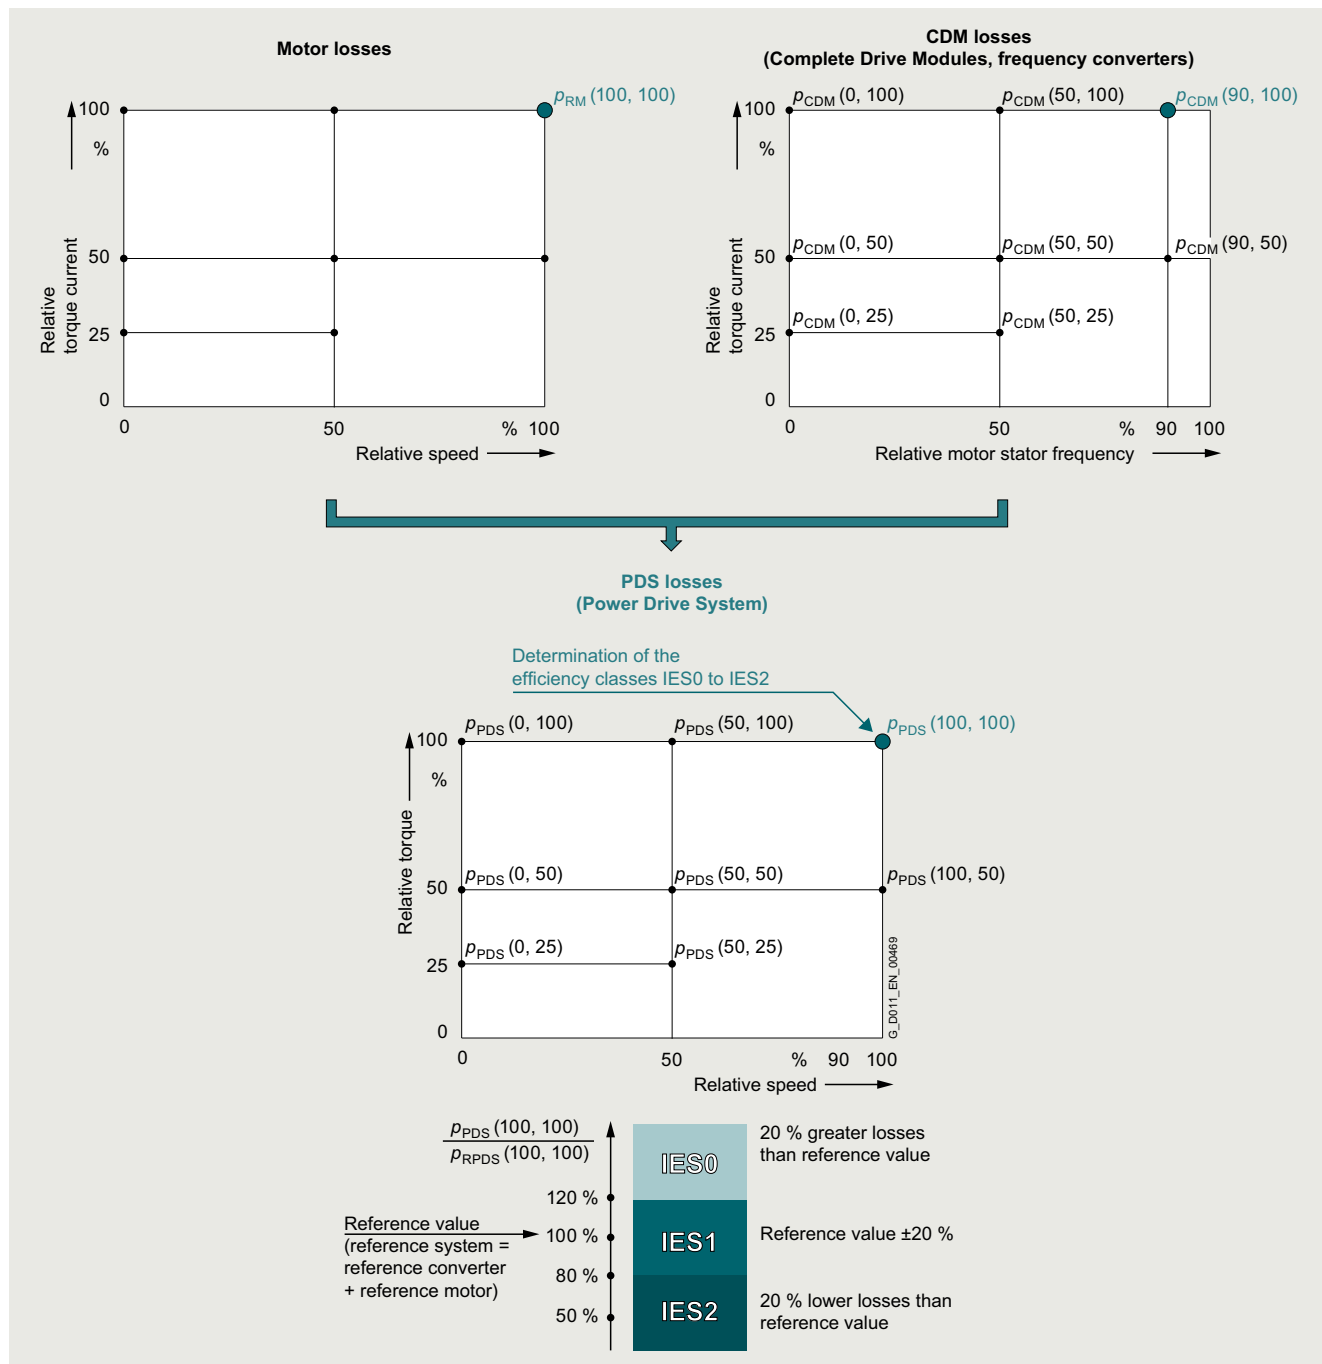 Motor losses
100
%
50
25
0
Relative
torque current
pRM (100, 100)
0
50
% 100
Relative speed
CDM losses
(Complete Drive Modules, frequency converters)
100
%
50
25
0
Relative
torque current
pCDM (0, 100)
pCDM (50, 100)
pCDM (90, 100)
pCDM (0, 50)
pCDM (50, 50)
pCDM (90, 50)
pCDM (0, 25)
pCDM (50, 25)
0
50
% 90 100
Relative motor stator frequency
PDS losses
(Power Drive System)
Determination of the
efficiency classes IES0 to IES2
100
%
50
25
0
Relative torque
pPDS (0, 100)
pPDS (50, 100)
pPDS (100, 100)
pPDS (0, 50)
pPDS (50, 50)
pPDS (100, 50)
pPDS (0, 25)
pPDS (50, 25)
G_D011_EN_00469
0
50
% 90 100
Relative speed
pPDS (100, 100)
pRPDS (100, 100)
120 %
100 %
80 %
50 %
Reference value
(reference system =
reference converter
+ reference motor)
IES0
IES1
IES2
20 % greater losses
than reference value
Reference value ±20 %
20 % lower losses than
reference value